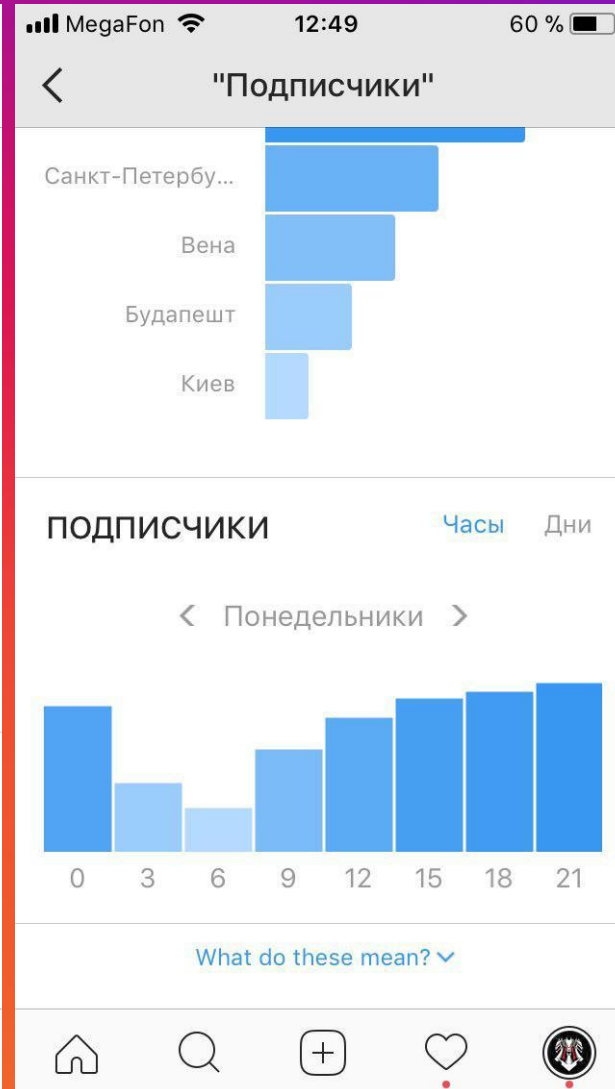 MegaFon 12:49 60 %
"Подписчики"
Санкт-Петербу...
Вена
Будапешт
Киев
ПОДПИСЧИКИ Часы Дни
< Понедельники >
0 3 6 9 12 15 18 21
What do these mean?